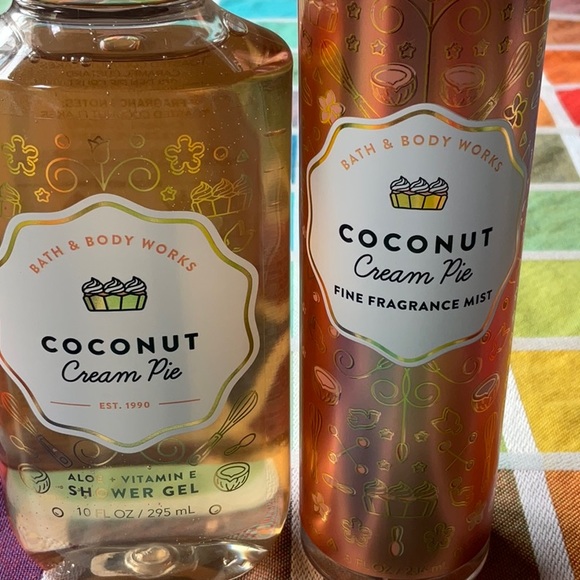 BATH & BODY WORKS
COCONUT
Cream Pie
EST. 1990
ALOE + VITAMIN E
SHOWER GEL
10 FL OZ / 295 mL
BATH & BODY WORKS
COCONUT
Cream Pie
FINE FRAGRANCE MIST